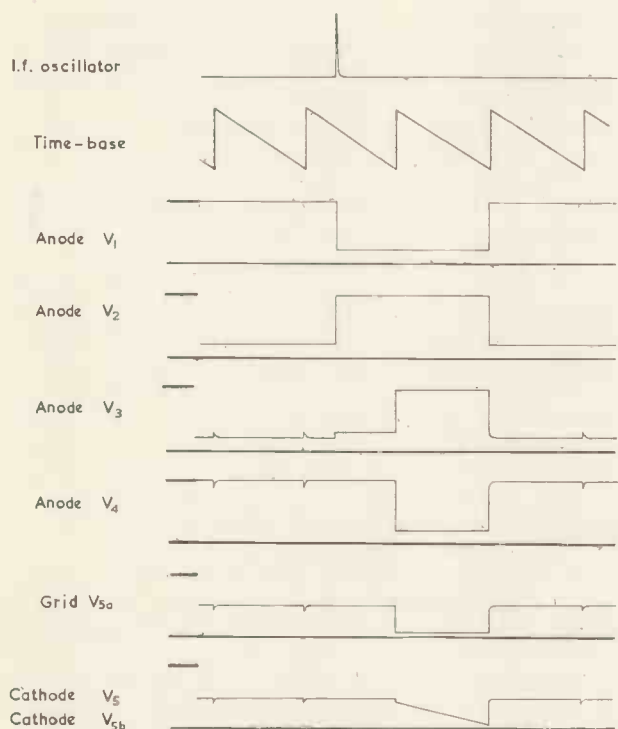 I.f. oscillator
Time-base
Anode V₁
Anode V₂
Anode V₃
Anode V₄
Grid V₅ₐ
Cathode V₅
Cathode V₅b